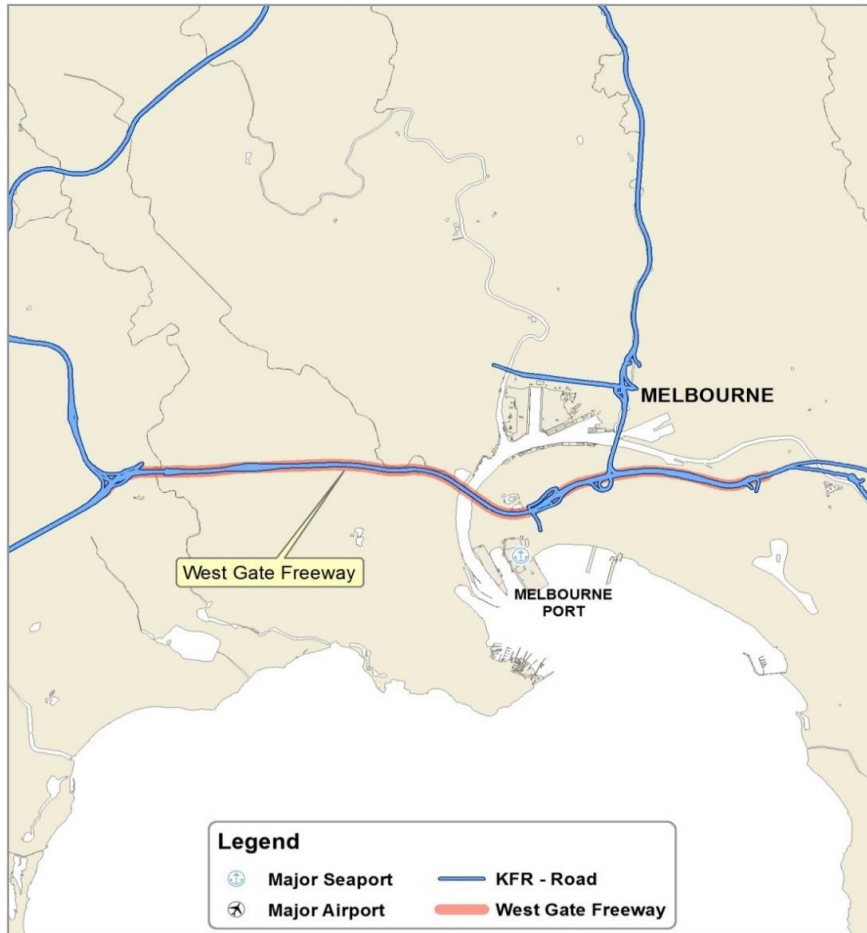 MELBOURNE
West Gate Freeway
MELBOURNE
PORT
Legend
Major Seaport
KFR - Road
Major Airport
West Gate Freeway